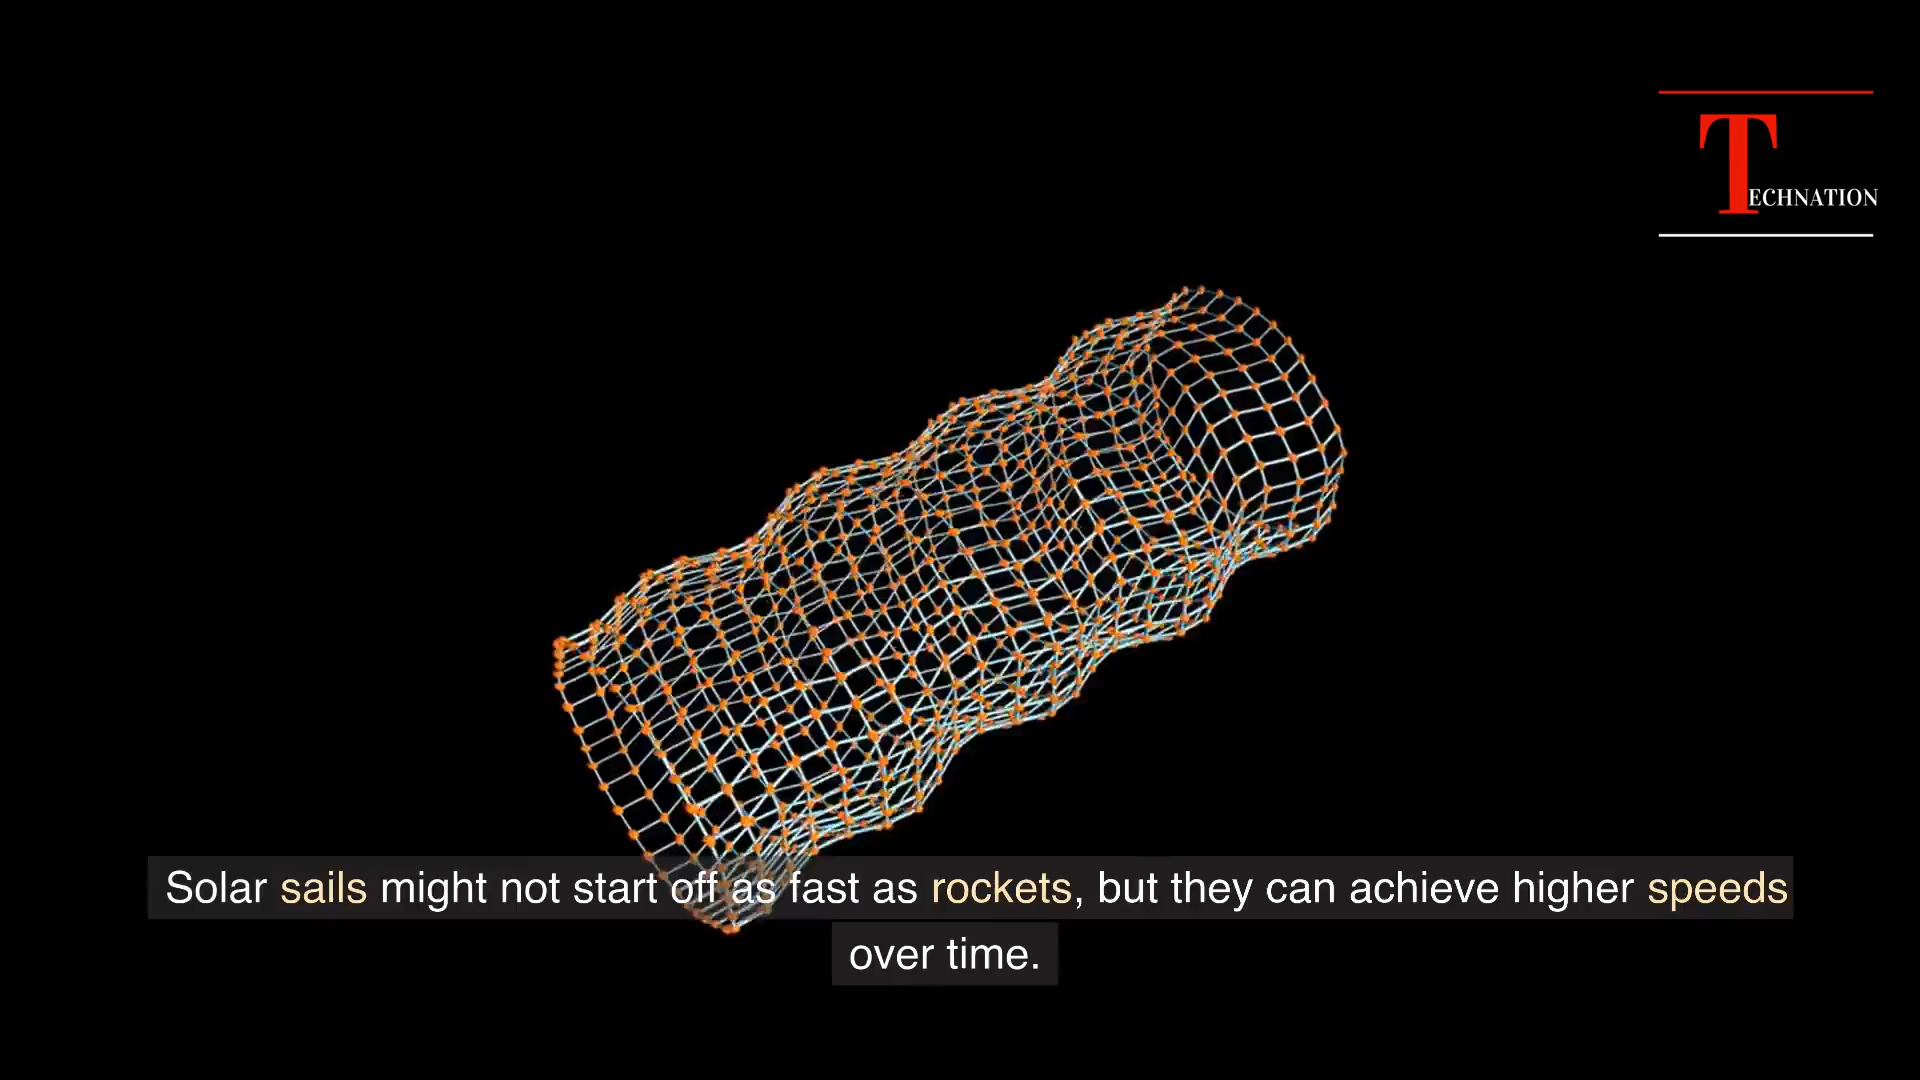 TECHNATION
Solar sails might not start off as fast as rockets, but they can achieve higher speeds
over time.